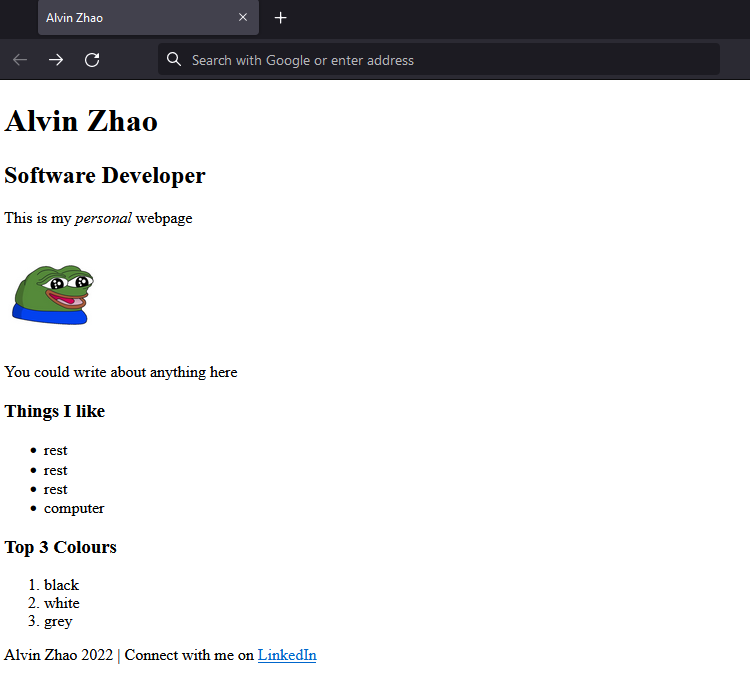 Alvin Zhao
Search with Google or enter address
Alvin Zhao
Software Developer
This is my personal webpage
You could write about anything here
Things I like
rest
rest
rest
computer
Top 3 Colours
1. black
2. white
3. grey
Alvin Zhao 2022 | Connect with me on LinkedIn